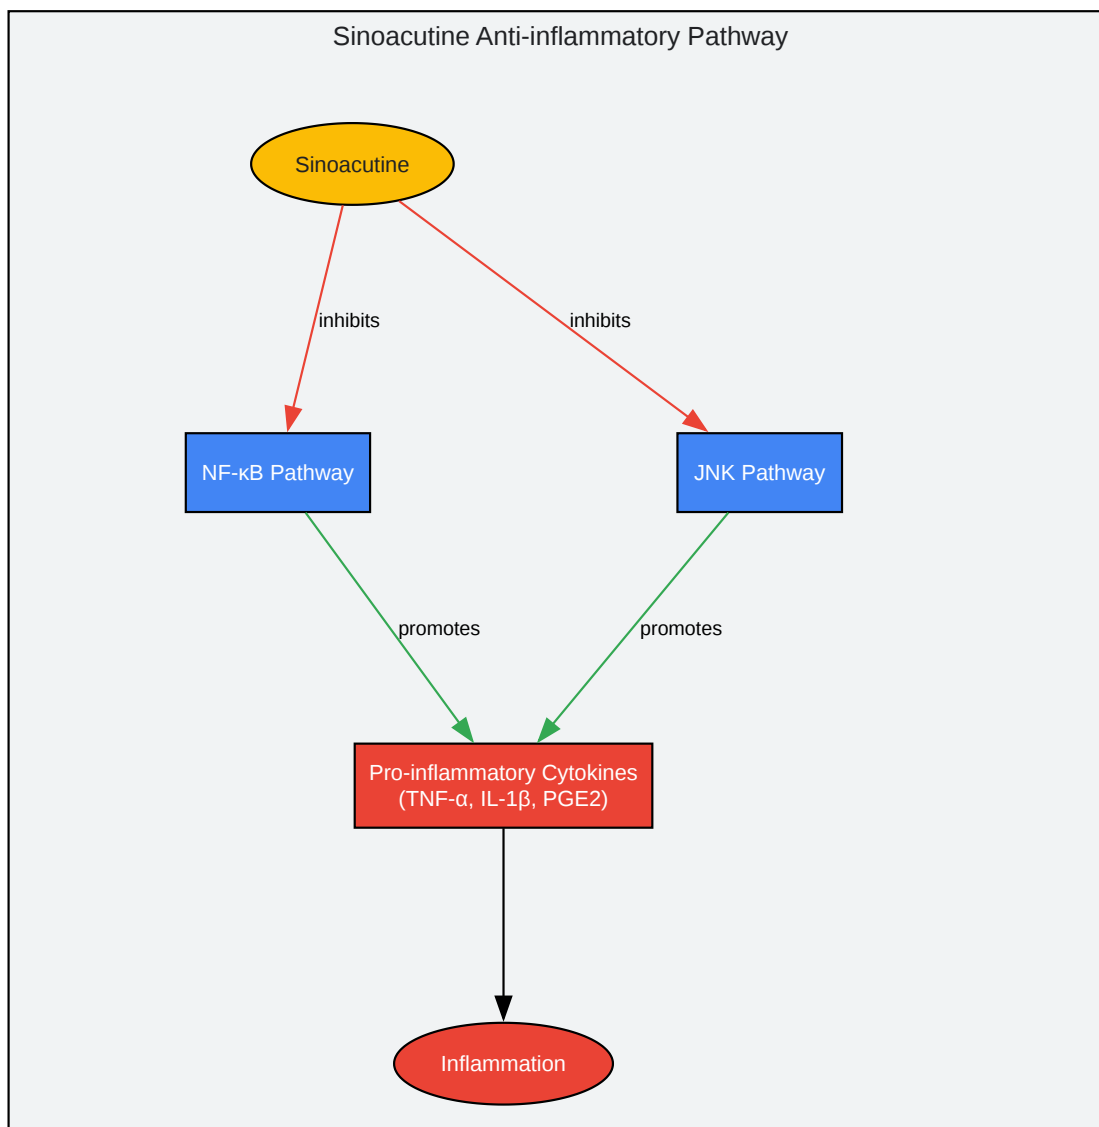 Sinoacutine Anti-inflammatory Pathway
Sinoacutine
inhibits
inhibits
NF-κB Pathway
JNK Pathway
promotes
promotes
Pro-inflammatory Cytokines
(TNF-α, IL-1β, PGE2)
Inflammation